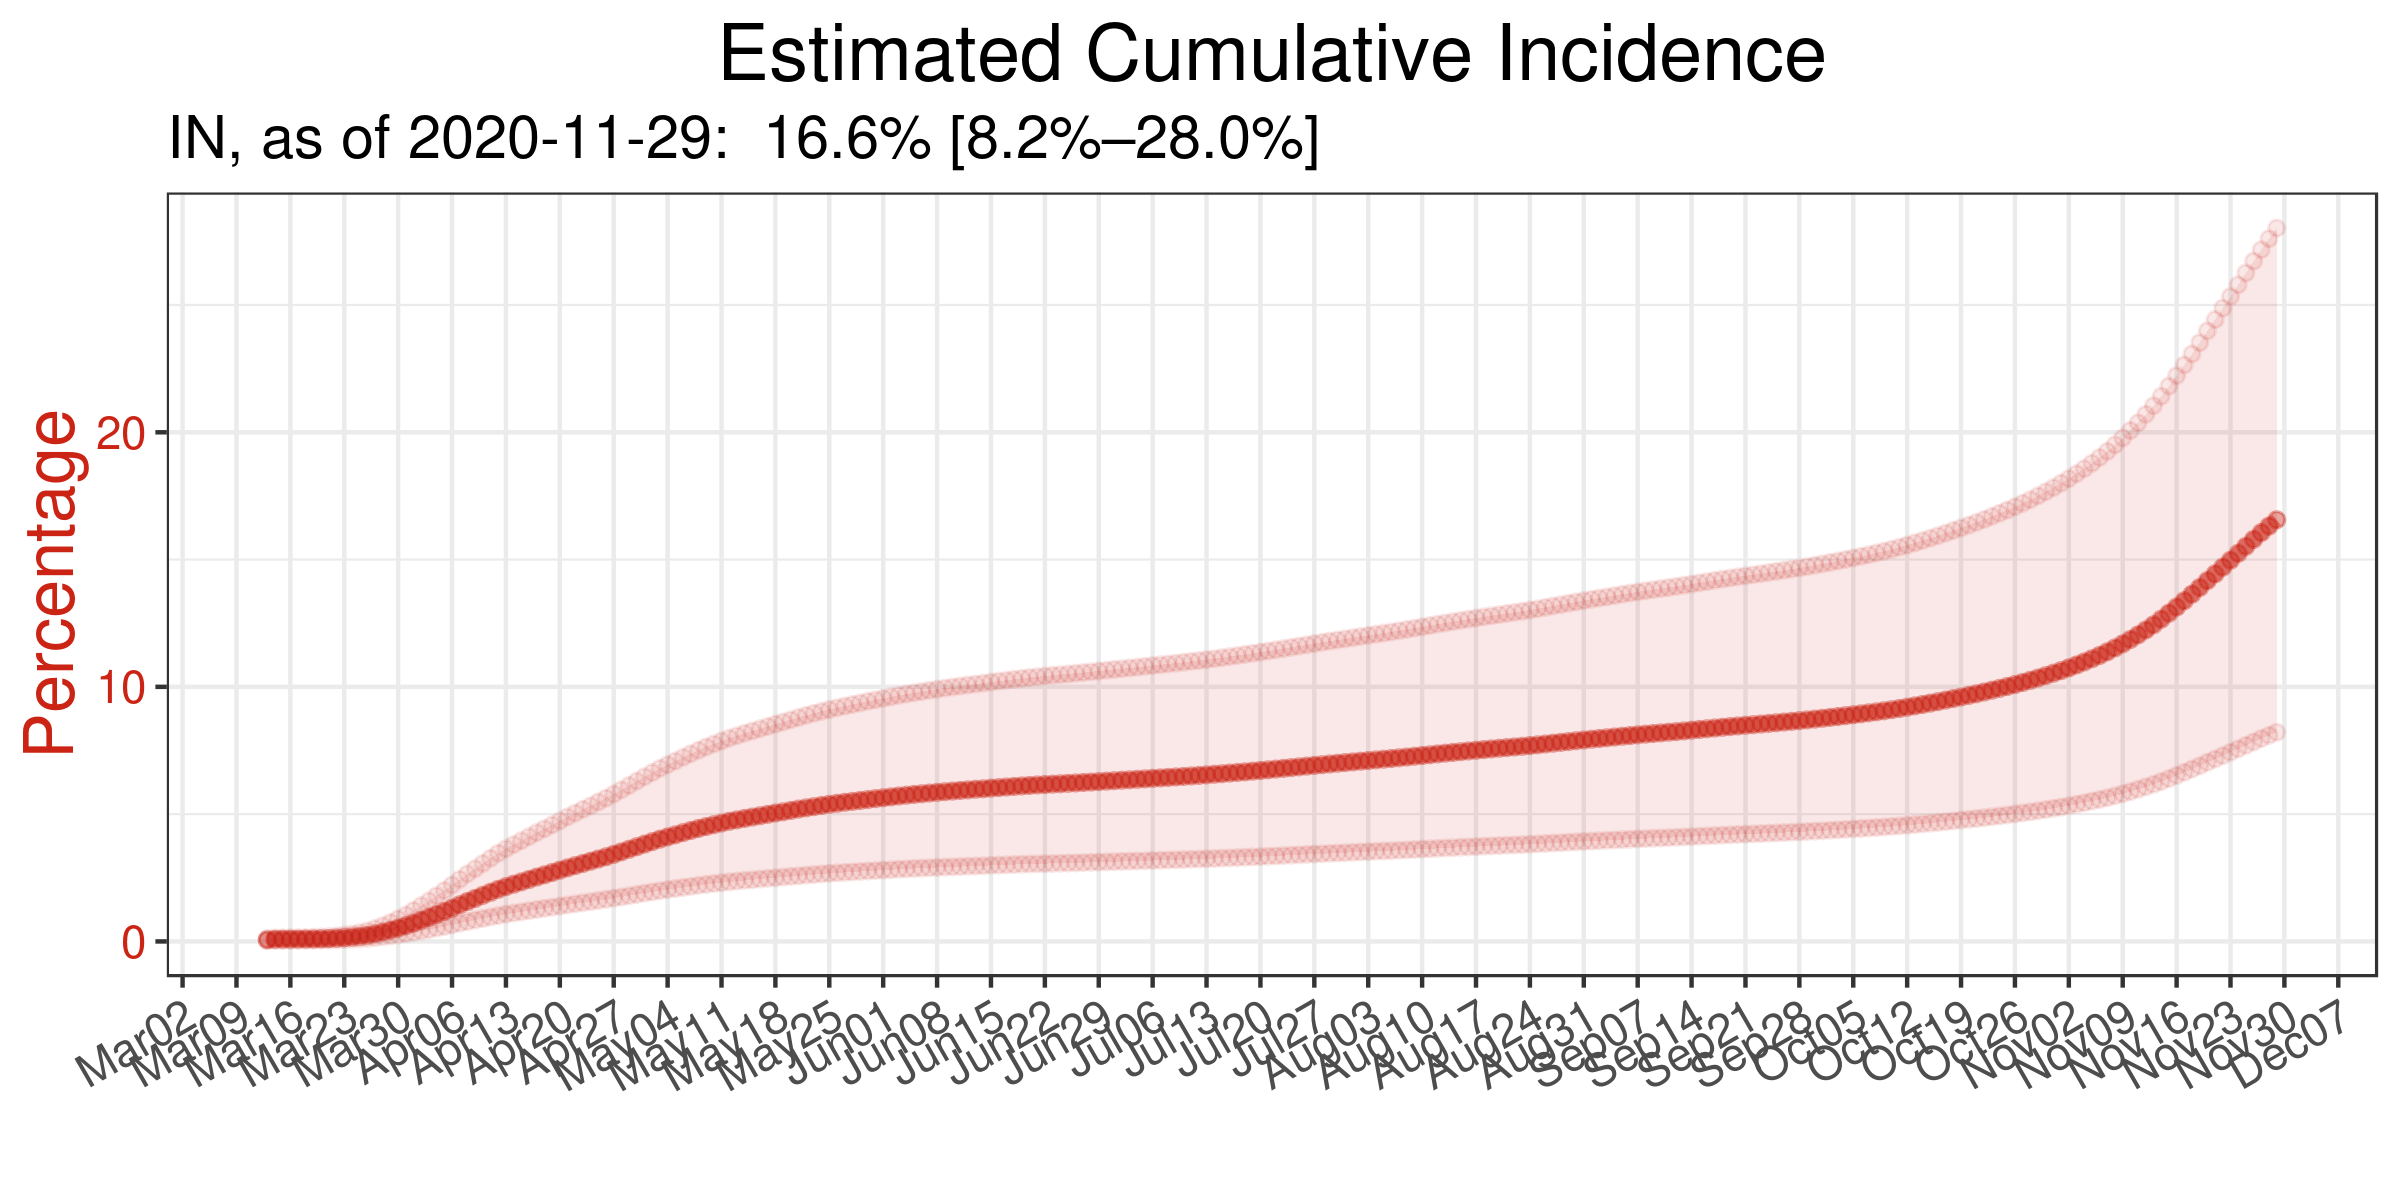 Estimated Cumulative Incidence
IN, as of 2020-11-29:  16.6% [8.2%–28.0%]
Percentage
20
10
0
Mar02
Mar09
Mar16
Mar23
Mar30
Apr06
Apr13
Apr20
Apr27
May04
May11
May18
May25
Jun01
Jun08
Jun15
Jun22
Jun29
Jul06
Jul13
Jul20
Jul27
Aug03
Aug10
Aug17
Aug24
Aug31
Sep07
Sep14
Sep21
Sep28
Oct05
Oct12
Oct19
Oct26
Nov02
Nov09
Nov16
Nov23
Nov30
Dec07